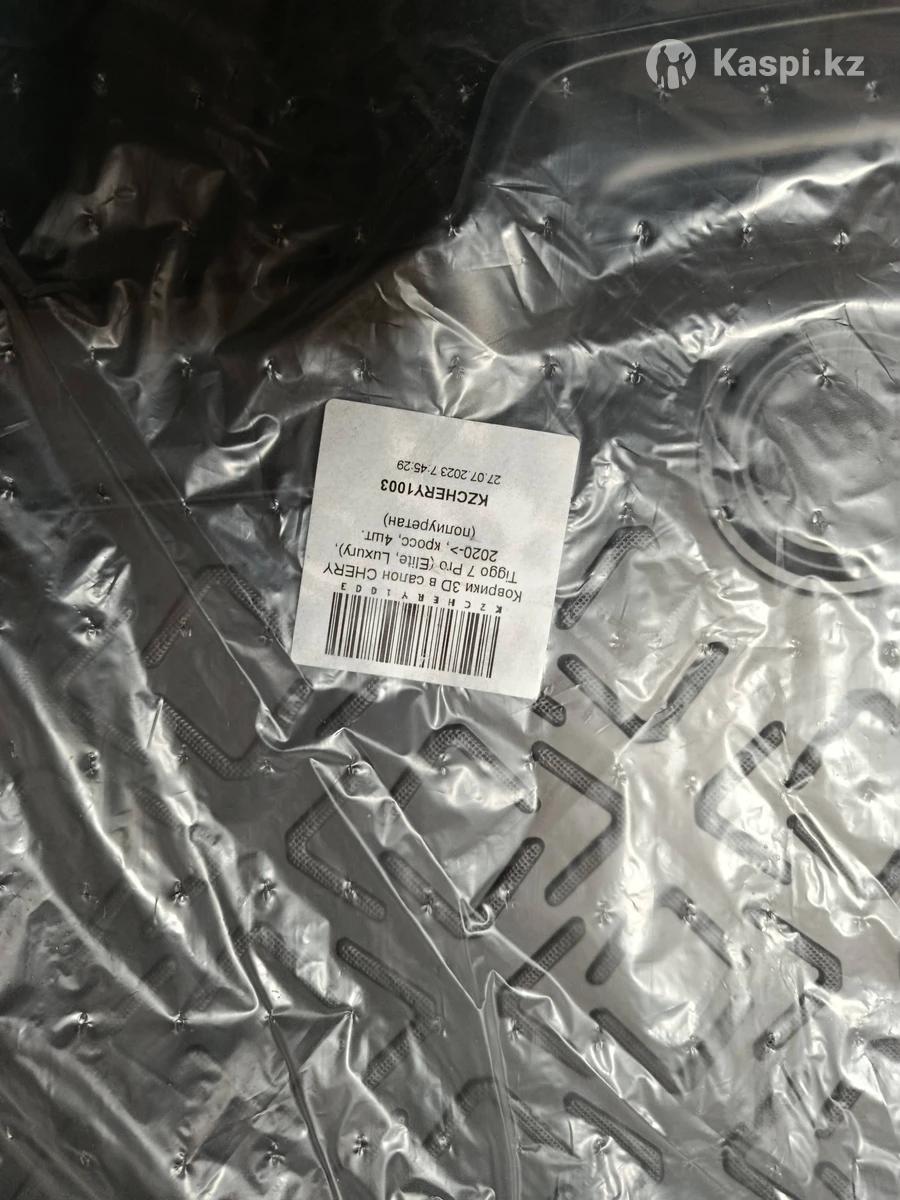 Kaspi.kz
KZCHERY1003
Коврики 3D в салон CHERY
Tiggo 7 Pro (Elite, Luxury),
2020->, кросс, 4шт.
(полиуретан)
KZCHERY1003
27.07.2023 7:45:29